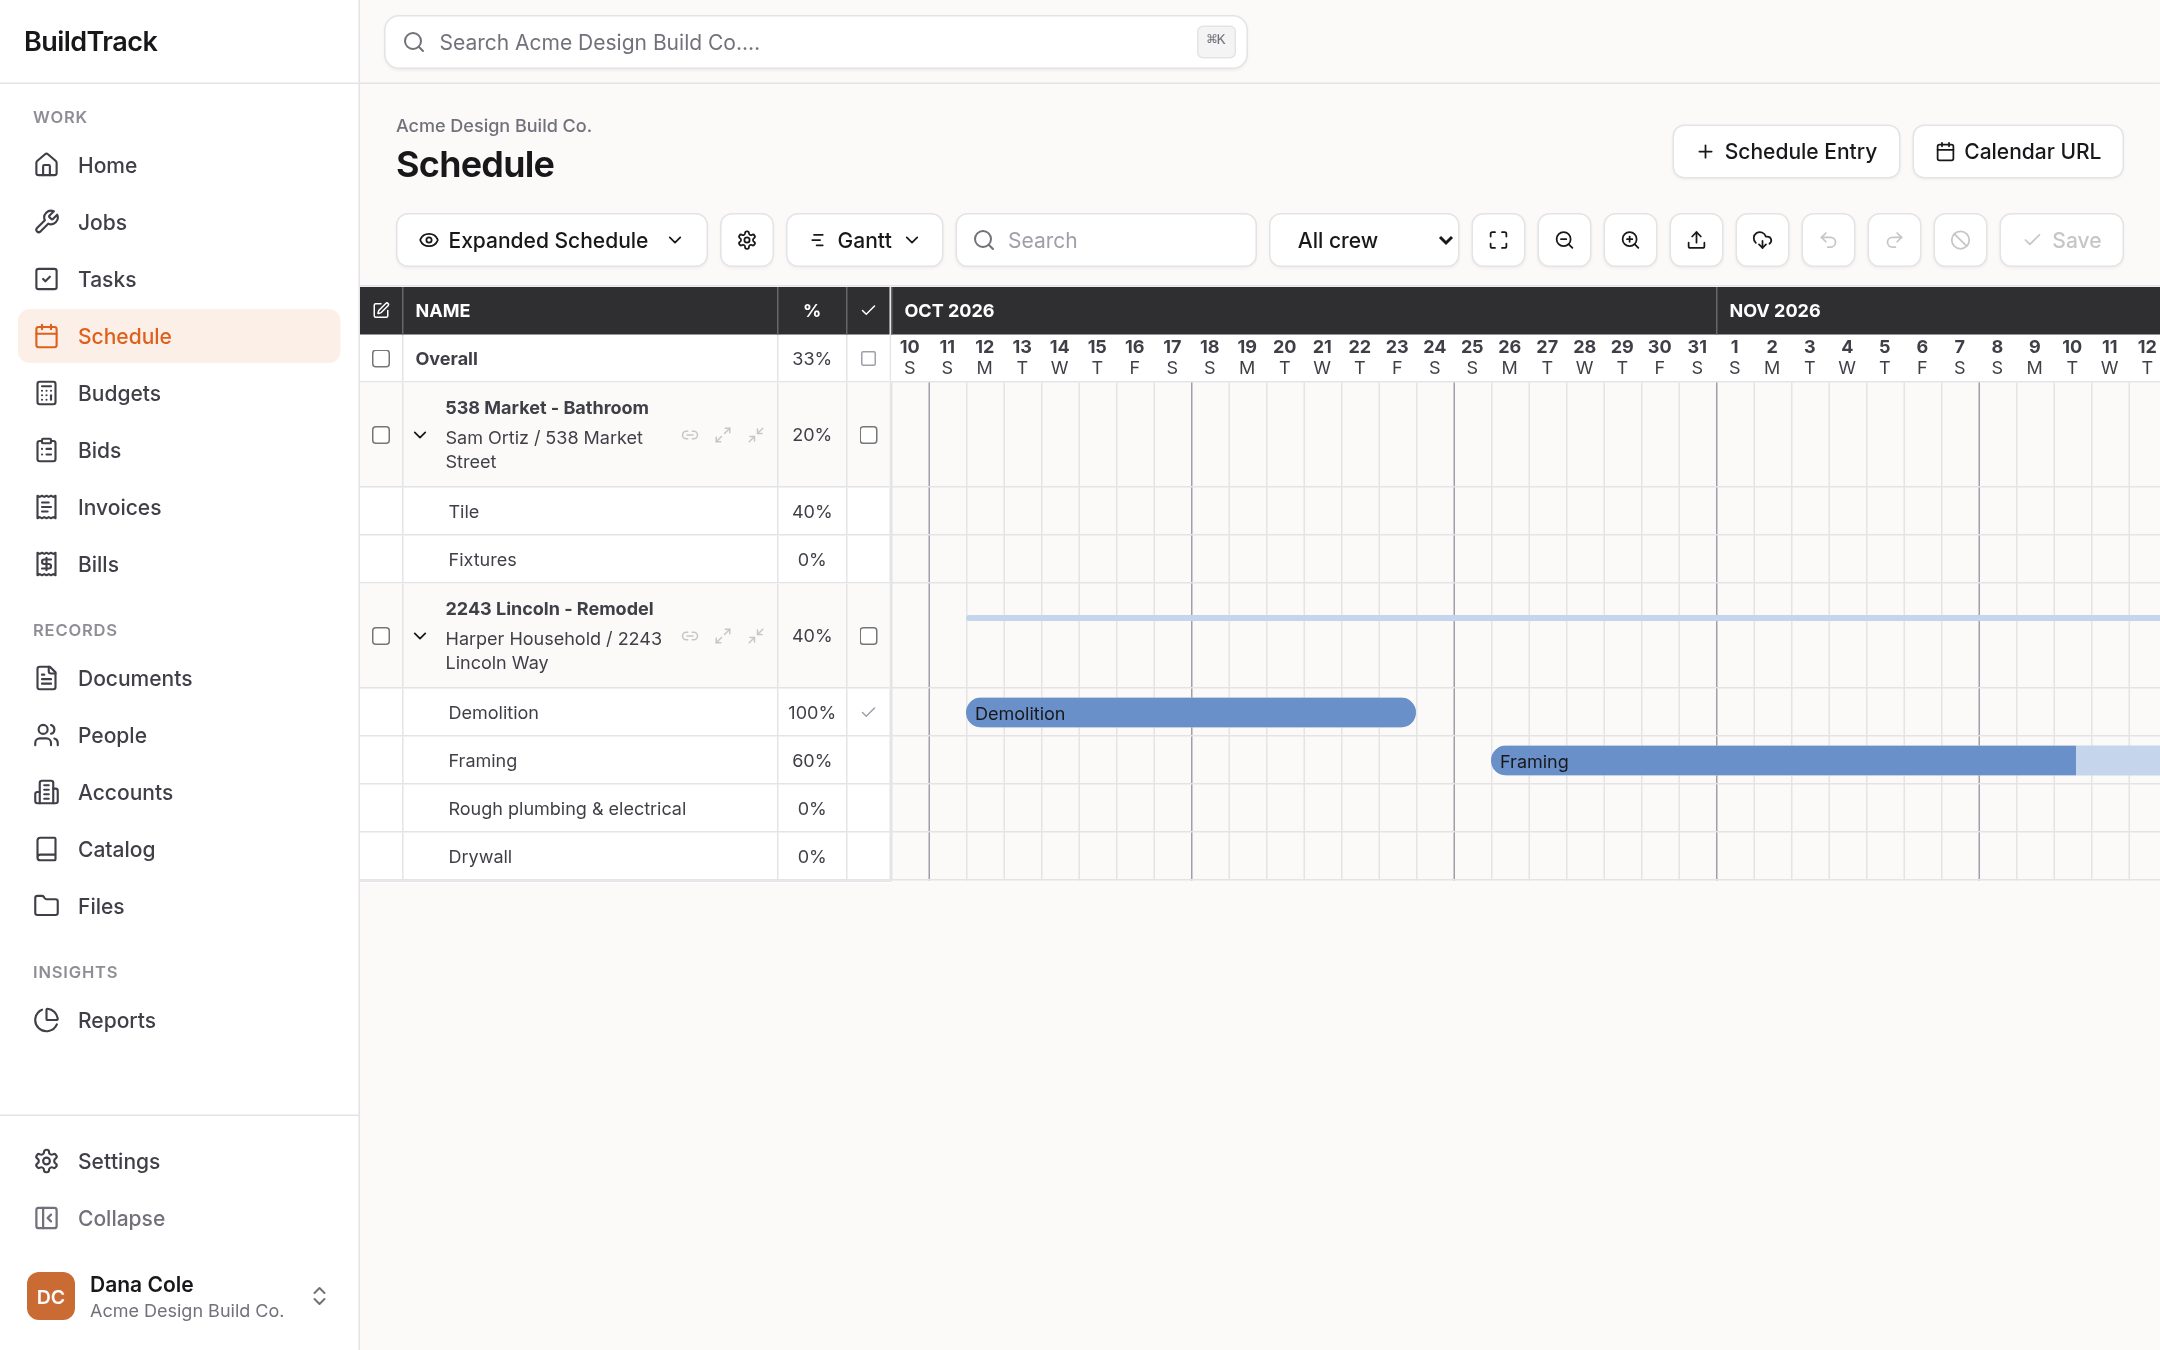 BuildTrack
Search Acme Design Build Co....
⌘K
WORK
Home
Jobs
Tasks
Schedule
Budgets
Bids
Invoices
Bills
RECORDS
Documents
People
Accounts
Catalog
Files
INSIGHTS
Reports
Settings
Collapse
DC
Dana Cole
Acme Design Build Co.
Acme Design Build Co.
Schedule
Schedule Entry
Calendar URL
Expanded Schedule
Gantt
Search
All crew
Save
NAME % OCT 2026 NOV 2026
Overall 33%
10 11 12 13 14 15 16 17 18 19 20 21 22 23 24 25 26 27 28 29 30 31 1 2 3 4 5 6 7 8 9 10 11 12
S S M T W T F S S M T W T F S S M T W T F S S M T W T F S S M T W T
538 Market - Bathroom
Sam Ortiz / 538 Market
Street
20%
Tile 40%
Fixtures 0%
2243 Lincoln - Remodel
Harper Household / 2243
Lincoln Way
40%
Demolition 100% Demolition
Framing 60% Framing
Rough plumbing & electrical 0%
Drywall 0%